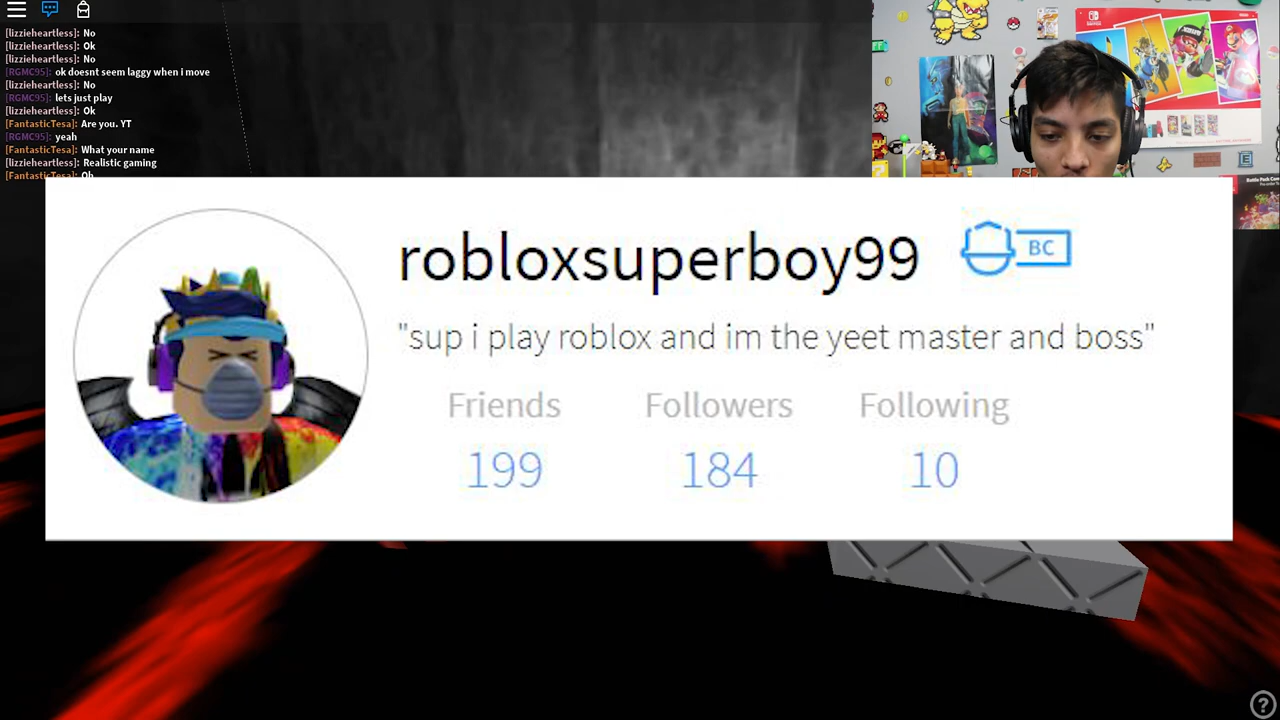 [lizzieheartless]: No
[lizzieheartless]: Ok
[lizzieheartless]: No
[RGMC95]: ok doesnt seem laggy when i move
[lizzieheartless]: No
[RGMC95]: lets just play
[lizzieheartless]: Ok
[FantasticTesa]: Are you. YT
[RGMC95]: yeah
[FantasticTesa]: What your name
[lizzieheartless]: Realistic gaming
[FantasticTesa]: Oh
robloxsuperboy99 BC
"sup i play roblox and im the yeet master and boss"
Friends Followers Following
199 184 10
?